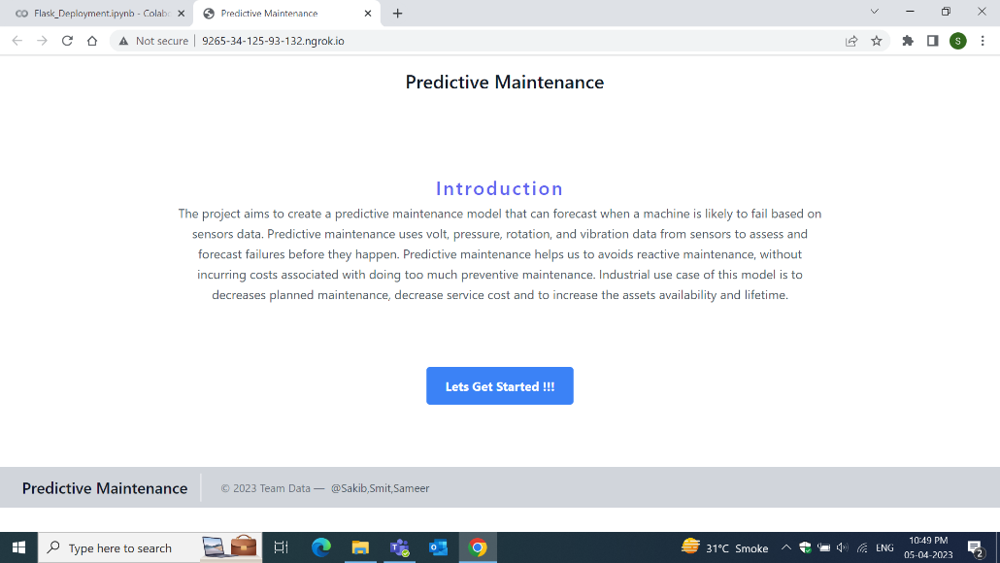 Flask_Deployment.ipynb - Colab
Predictive Maintenance
Not secure
9265-34-125-93-132.ngrok.io
S
Predictive Maintenance
Introduction
The project aims to create a predictive maintenance model that can forecast when a machine is likely to fail based on
sensors data. Predictive maintenance uses volt, pressure, rotation, and vibration data from sensors to assess and
forecast failures before they happen. Predictive maintenance helps us to avoids reactive maintenance, without
incurring costs associated with doing too much preventive maintenance. Industrial use case of this model is to
decreases planned maintenance, decrease service cost and to increase the assets availability and lifetime.
Lets Get Started !!!
Predictive Maintenance
© 2023 Team Data — @Sakib,Smit,Sameer
Type here to search
31°C Smoke
ENG
10:49 PM
05-04-2023
2